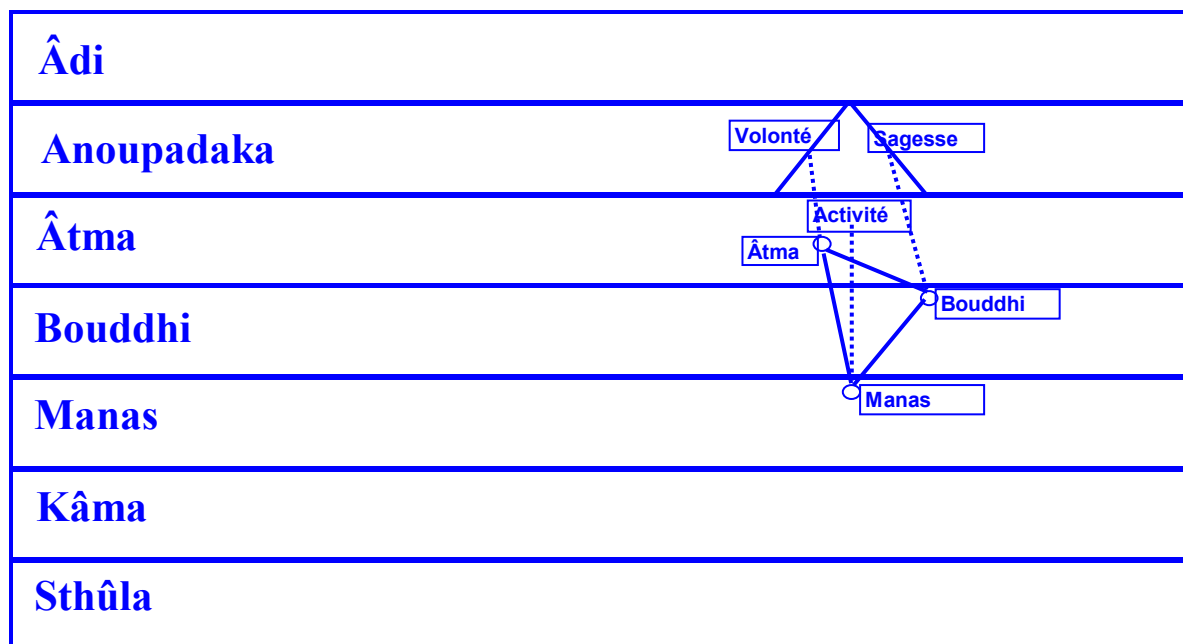 Âdi
Anoupadaka
Volonté
Sagesse
Âtma
Activité
Âtma
Bouddhi
Bouddhi
Manas
Manas
Kâma
Sthûla